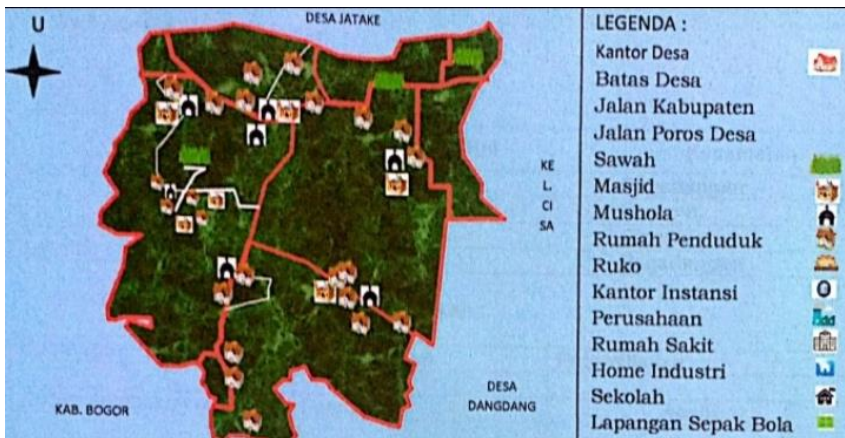 U
DESA JATAKE
KE
L.
CI
SA
DESA
DANGDANG
KAB. BOGOR
LEGENDA :
Kantor Desa
Batas Desa
Jalan Kabupaten
Jalan Poros Desa
Sawah
Masjid
Mushola
Rumah Penduduk
Ruko
Kantor Instansi
Perusahaan
Rumah Sakit
Home Industri
Sekolah
Lapangan Sepak Bola